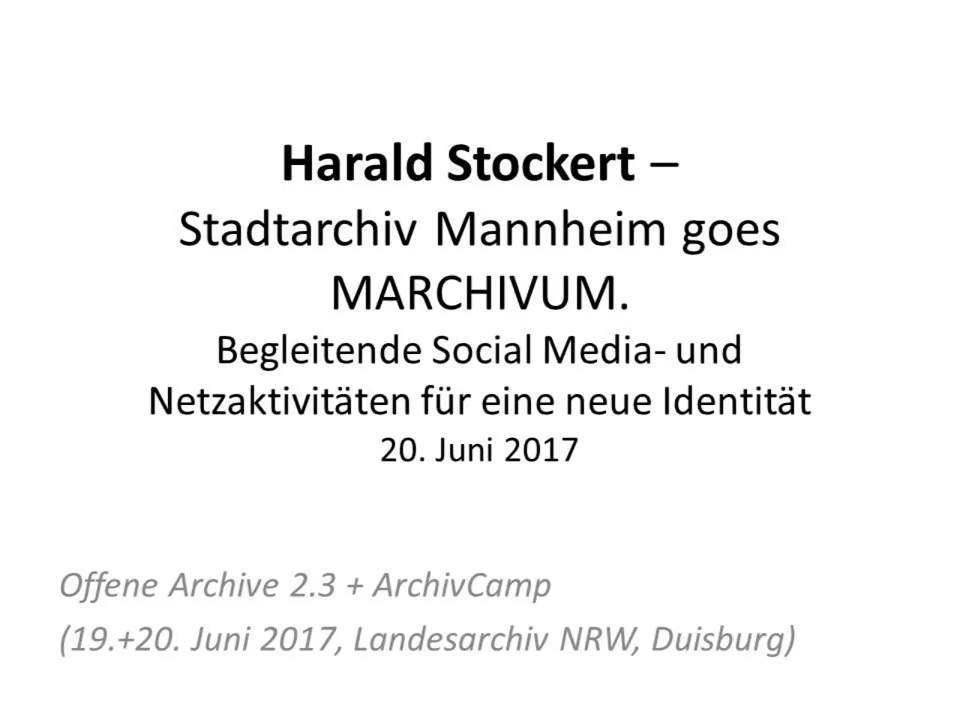 Harald Stockert –
Stadtarchiv Mannheim goes
MARCHIVUM.
Begleitende Social Media- und
Netzaktivitäten für eine neue Identität
20. Juni 2017
Offene Archive 2.3 + ArchivCamp
(19.+20. Juni 2017, Landesarchiv NRW, Duisburg)